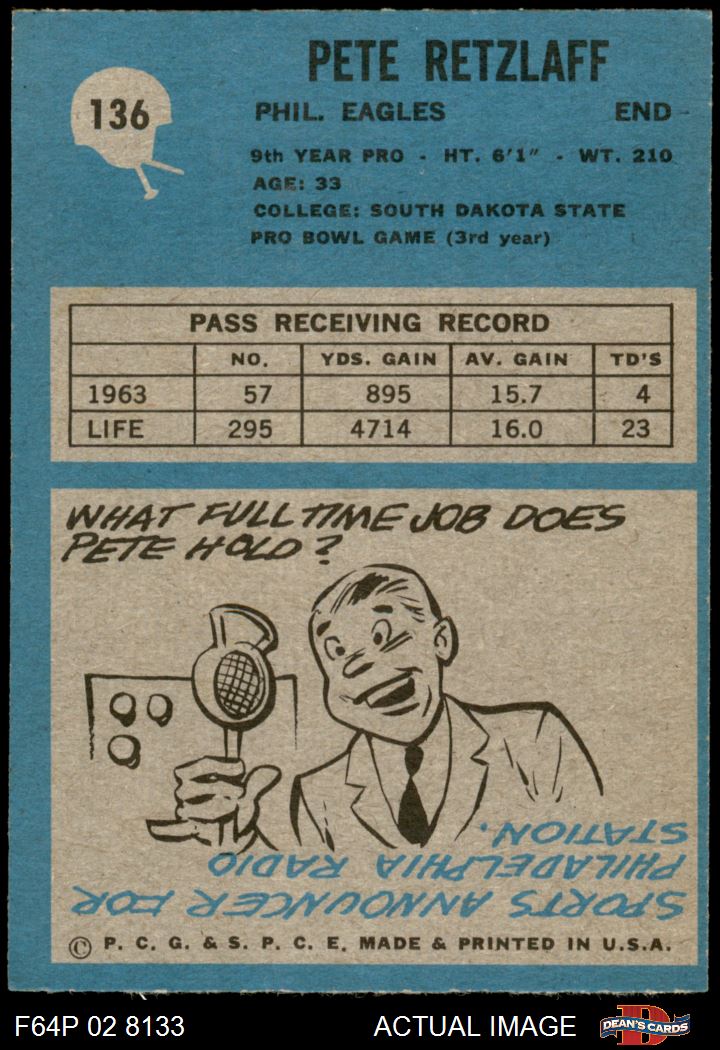 136
PETE RETZLAFF
PHIL. EAGLES END
9th YEAR PRO - HT. 6'1" - WT. 210
AGE: 33
COLLEGE: SOUTH DAKOTA STATE
PRO BOWL GAME (3rd year)
PASS RECEIVING RECORD
NO. YDS. GAIN AV. GAIN TD'S
1963 57 895 15.7 4
LIFE 295 4714 16.0 23
WHAT FULL TIME JOB DOES
PETE HOLD?
SPORTS ANNOUNCER FOR
PHILADELPHIA RADIO
STATION.
© P. C. G. & S. P. C. E. MADE & PRINTED IN U.S.A.
F64P 02 8133 ACTUAL IMAGE
D
DEAN'S CARDS